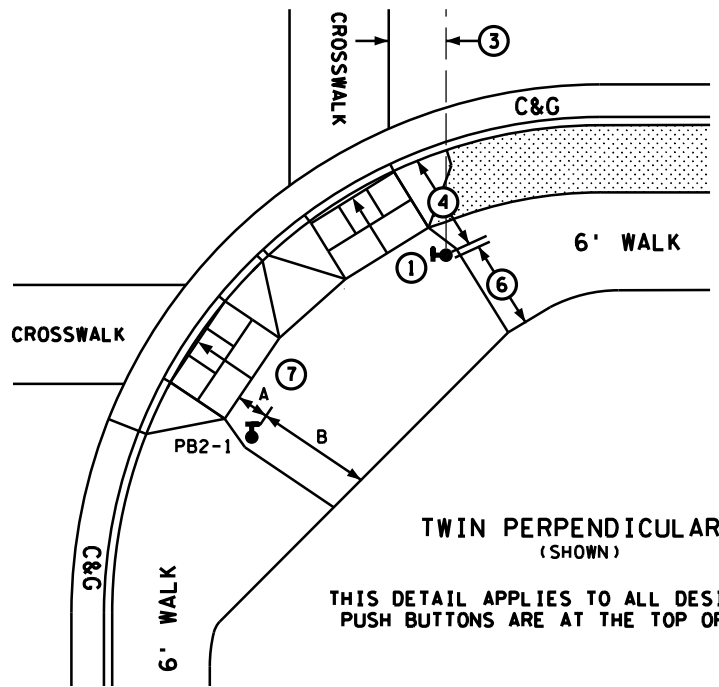 CROSSWALK
3
C&G
4
1
6' WALK
6
CROSSWALK
7
A
B
PB2-1
TWIN PERPENDICULAR
(SHOWN)
C&G
6' WALK
THIS DETAIL APPLIES TO ALL DESI
PUSH BUTTONS ARE AT THE TOP OF